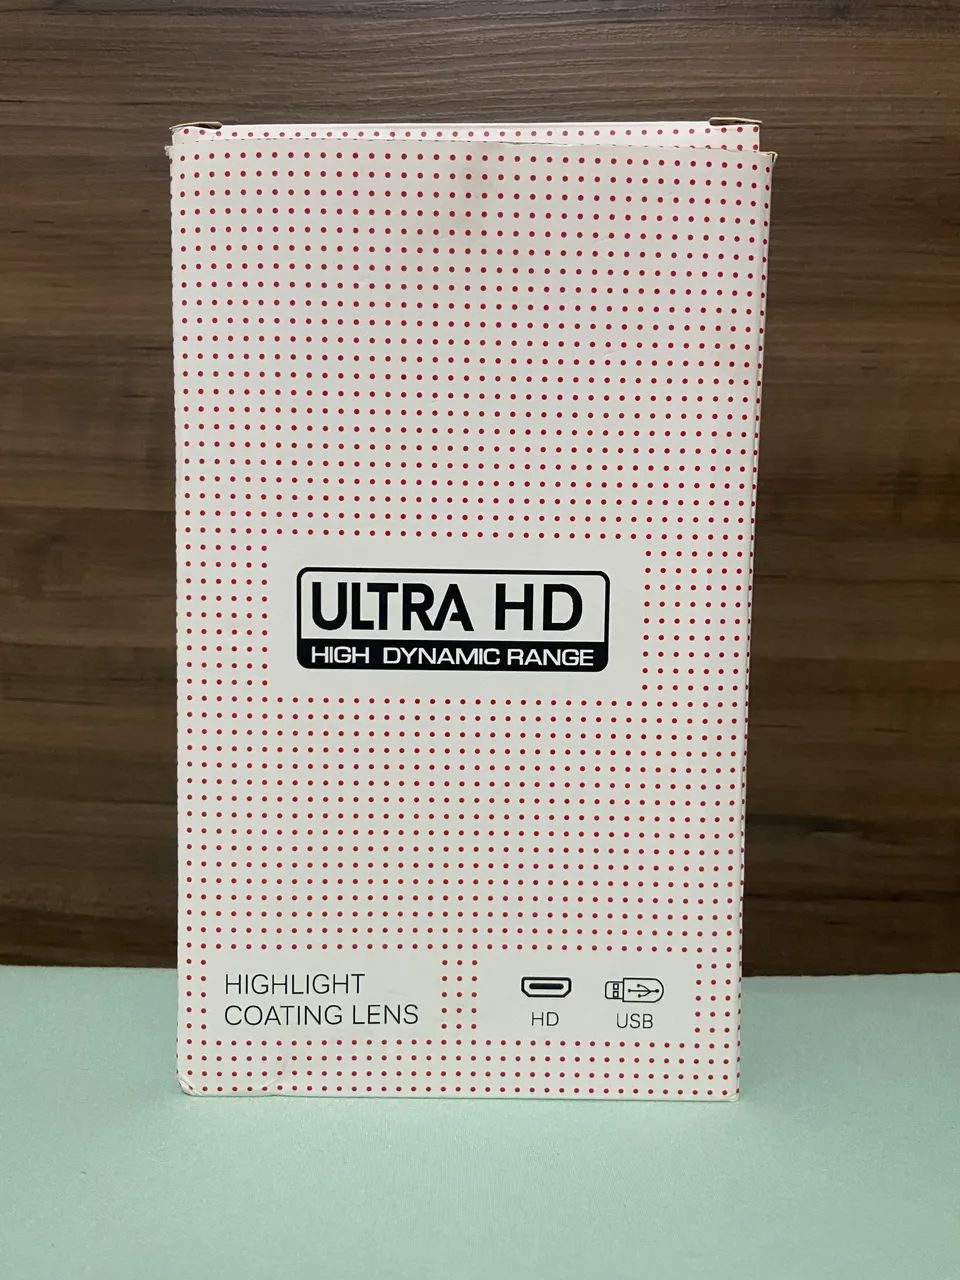 ULTRA HD
HIGH DYNAMIC RANGE
HIGHLIGHT
COATING LENS
HD
USB